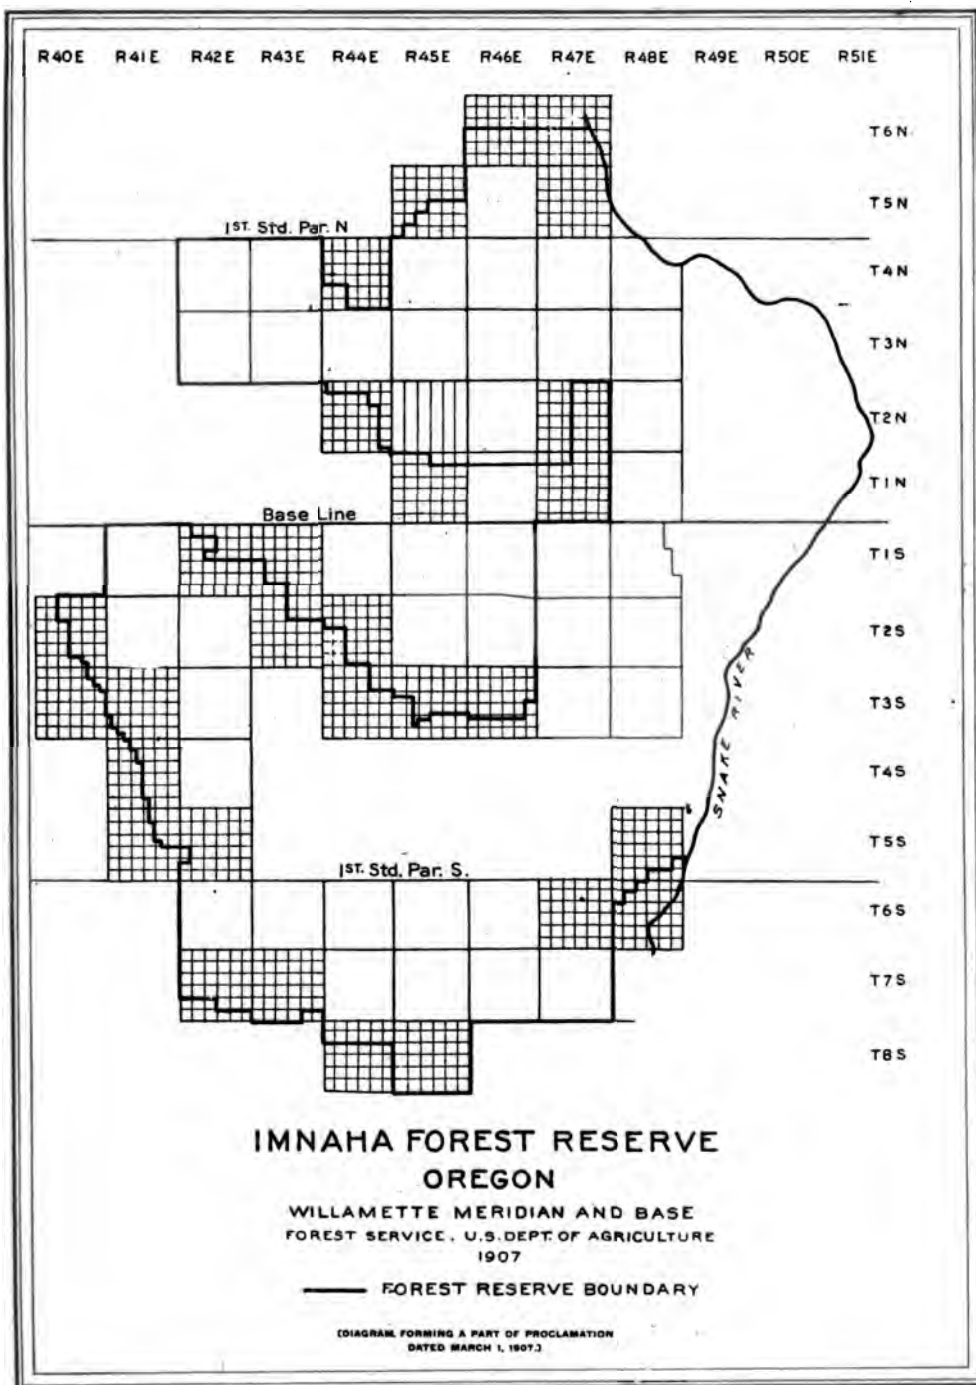 R40E R41E R42E R43E R44E R45E R46E R47E R48E R49E R50E R51E
T6N
T5N
1ST. Std. Par. N
T4N
T3N
T2N
T1N
Base Line
T1S
T2S
SNAKE RIVER
T3S
T4S
T5S
1ST. Std. Par. S.
T6S
T7S
T8S
IMNAHA FOREST RESERVE
OREGON
WILLAMETTE MERIDIAN AND BASE
FOREST SERVICE, U.S. DEPT. OF AGRICULTURE
1907
FOREST RESERVE BOUNDARY
[DIAGRAM FORMING A PART OF PROCLAMATION
DATED MARCH 1, 1907.]